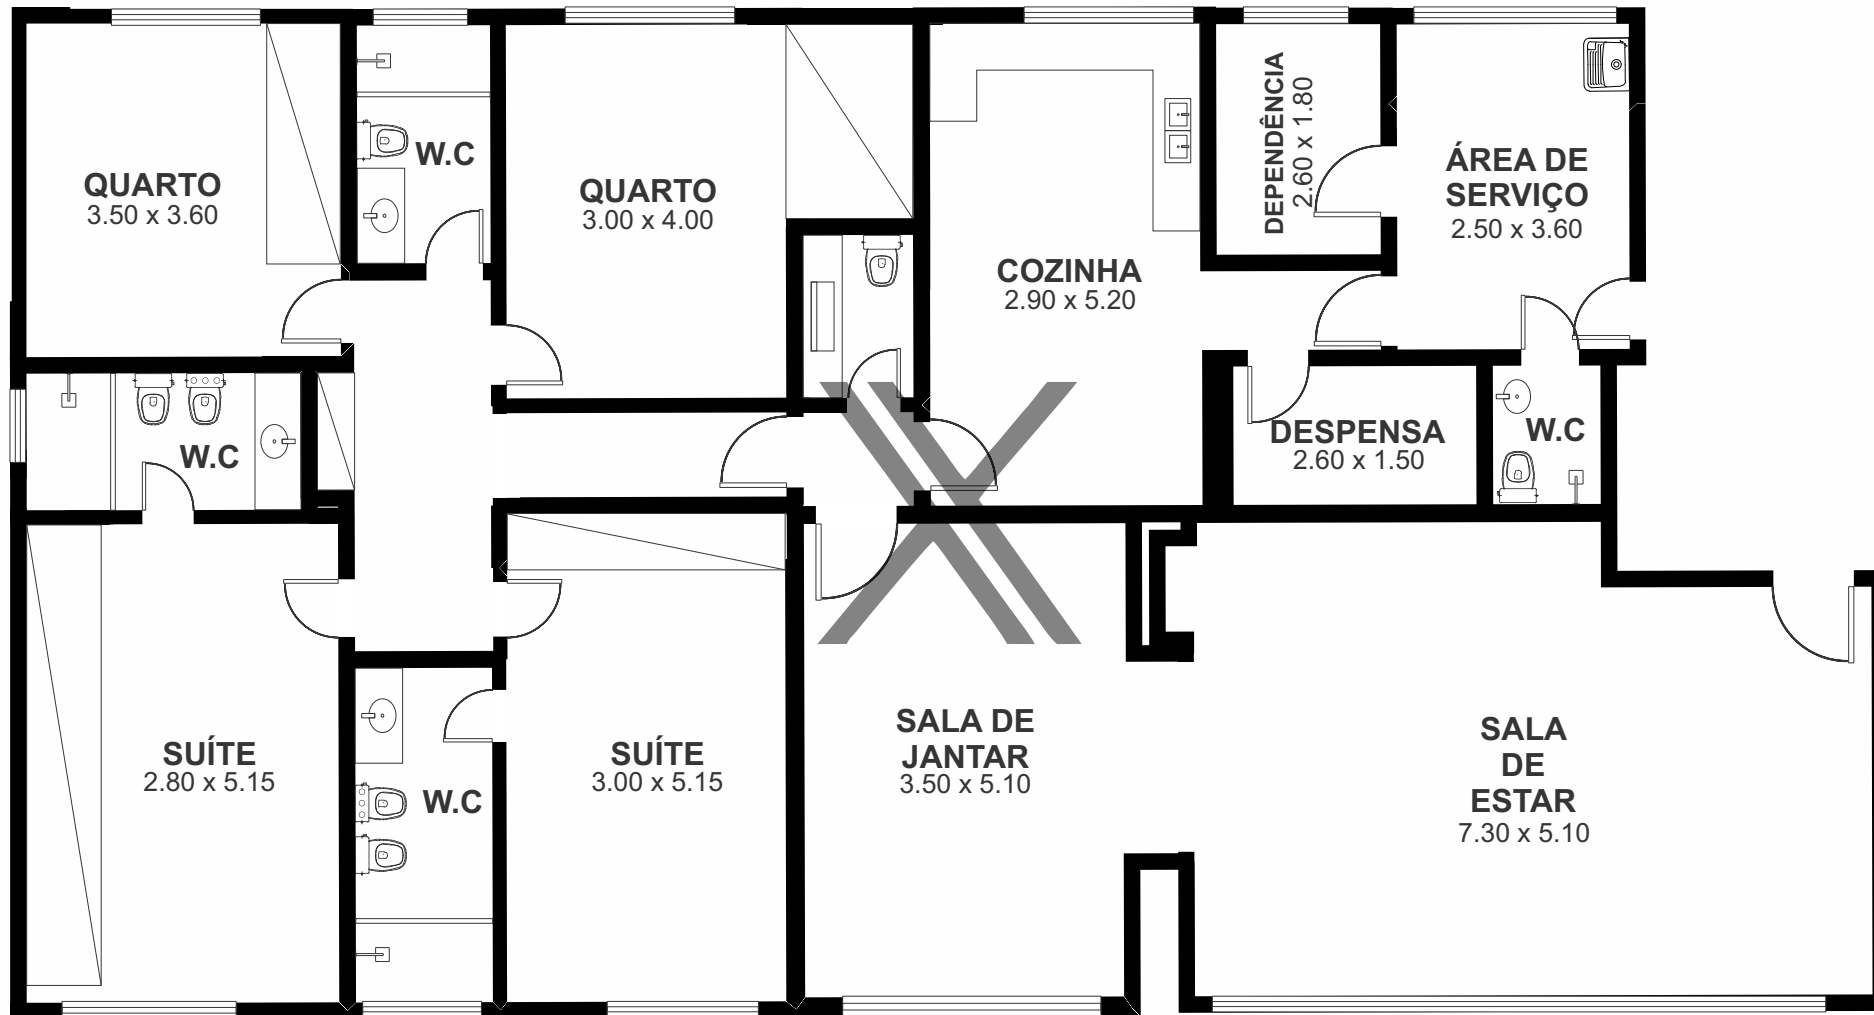 QUARTO
3.50 x 3.60
W.C
QUARTO
3.00 x 4.00
COZINHA
2.90 x 5.20
DEPENDÊNCIA
2.60 x 1.80
ÁREA DE
SERVIÇO
2.50 x 3.60
W.C
DESPENSA
2.60 x 1.50
W.C
SUÍTE
2.80 x 5.15
W.C
SUÍTE
3.00 x 5.15
SALA DE
JANTAR
3.50 x 5.10
SALA
DE
ESTAR
7.30 x 5.10